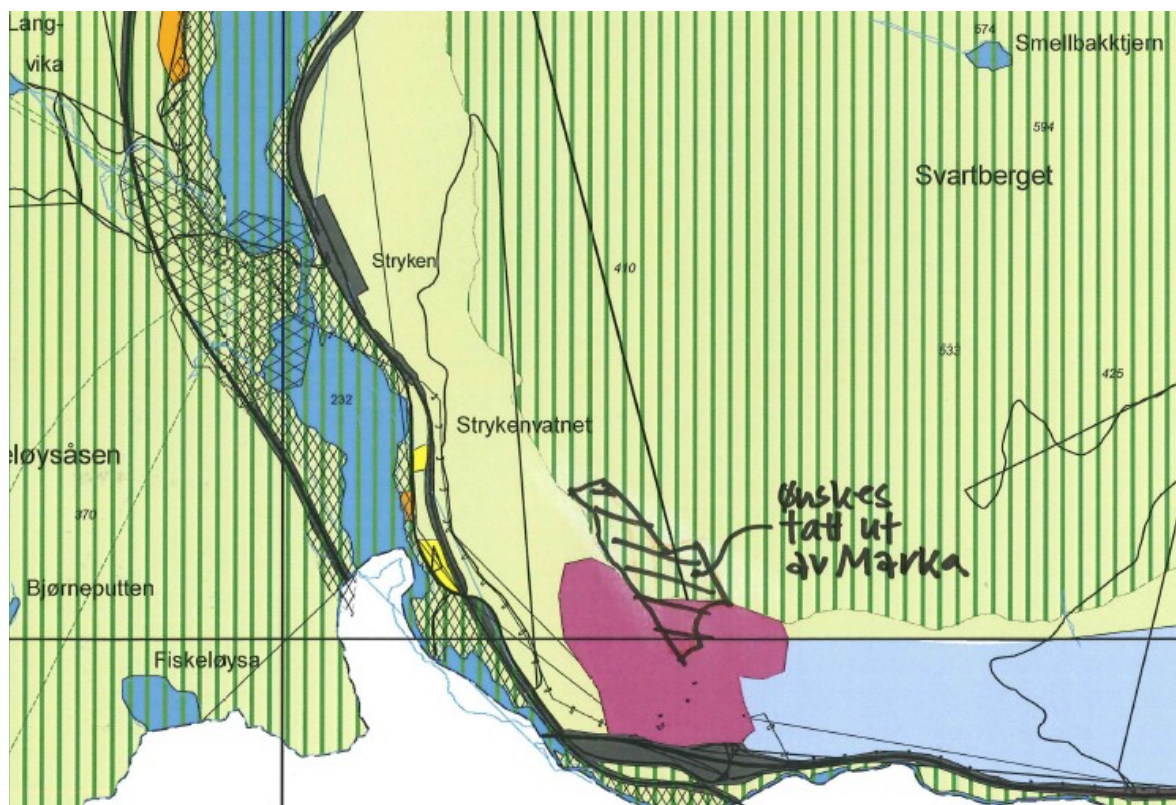 Lang-
vika
574
Smellbakktjern
594
Svartberget
Stryken
410
533
425
232
Strykenvatnet
eløysåsen
370
ønskes
tatt ut
av Marka
Bjørneputten
Fiskeløysa